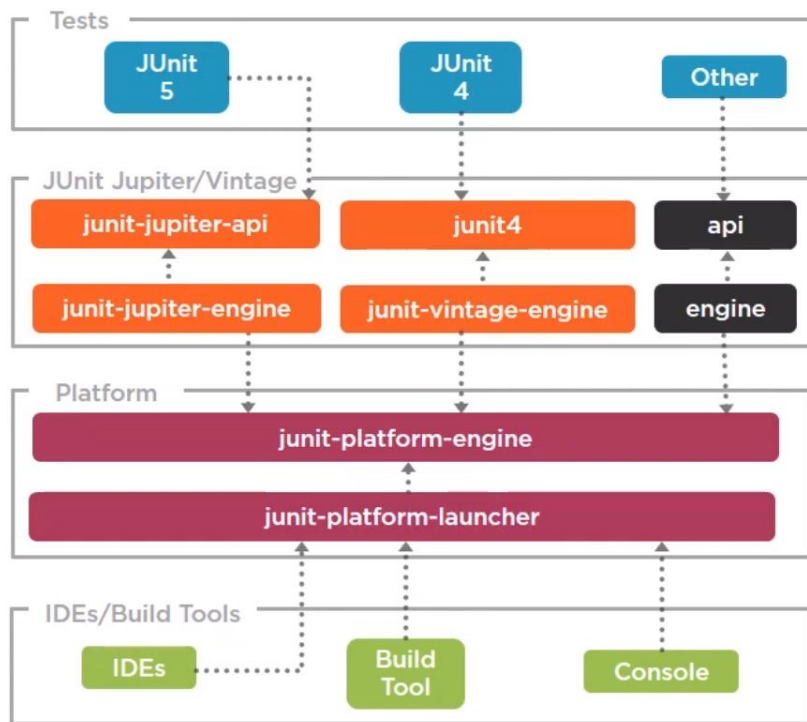 Tests
JUnit
5
JUnit
4
Other
JUnit Jupiter/Vintage
junit-jupiter-api
junit4
api
junit-jupiter-engine
junit-vintage-engine
engine
Platform
junit-platform-engine
junit-platform-launcher
IDEs/Build Tools
IDEs
Build
Tool
Console